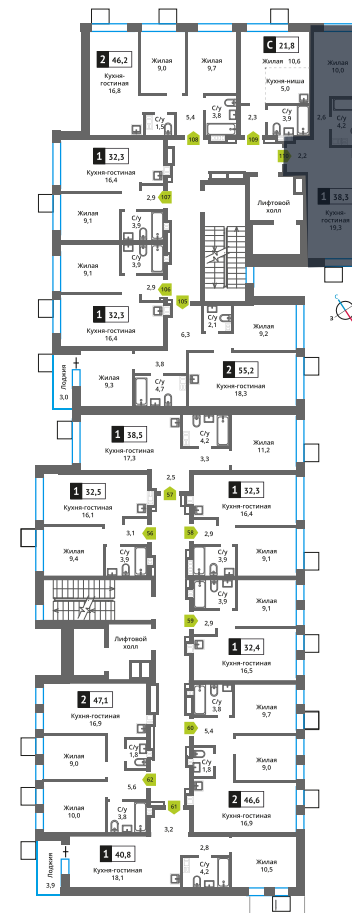 2 46,2
Кухня-
гостиная
16,8
Жилая
9,0
Жилая
9,7
С 21,8
Жилая 10,6
Кухня-ниша
5,0
Жилая
10,0
С/у
1,5
5,4
С/у
3,8
2,3
С/у
3,9
2,6
С/у
4,2
108
109
2,2
1 32,3
Кухня-гостиная
16,4
2,9
107
Жилая
9,1
С/у
3,9
Лифтовой
холл
1 38,3
Кухня-гостиная
19,3
Жилая
9,1
С/у
3,9
2,9
106
105
1 32,3
Кухня-гостиная
16,4
6,3
С/у
2,1
Жилая
9,2
З
Лоджия
3,0
Жилая
9,3
3,8
С/у
4,7
2 55,2
Кухня-гостиная
18,3
1 38,5
Кухня-гостиная
17,3
С/у
4,2
3,3
Жилая
11,2
2,5
57
1 32,5
Кухня-гостиная
16,1
1 32,3
Кухня-гостиная
16,4
3,1
56
58
2,9
Жилая
9,4
С/у
3,9
С/у
3,9
Жилая
9,1
С/у
3,9
Жилая
9,1
59
2,9
Лифтовой
холл
1 32,4
Кухня-гостиная
16,5
2 47,1
Кухня-гостиная
16,9
С/у
3,8
Жилая
9,7
60
5,4
Жилая
9,0
С/у
1,8
С/у
1,8
Жилая
9,0
5,6
62
Жилая
10,0
С/у
3,8
61
2 46,6
Кухня-гостиная
16,9
3,2
Лоджия
3,9
1 40,8
Кухня-гостиная
18,1
2,8
С/у
4,2
Жилая
10,5